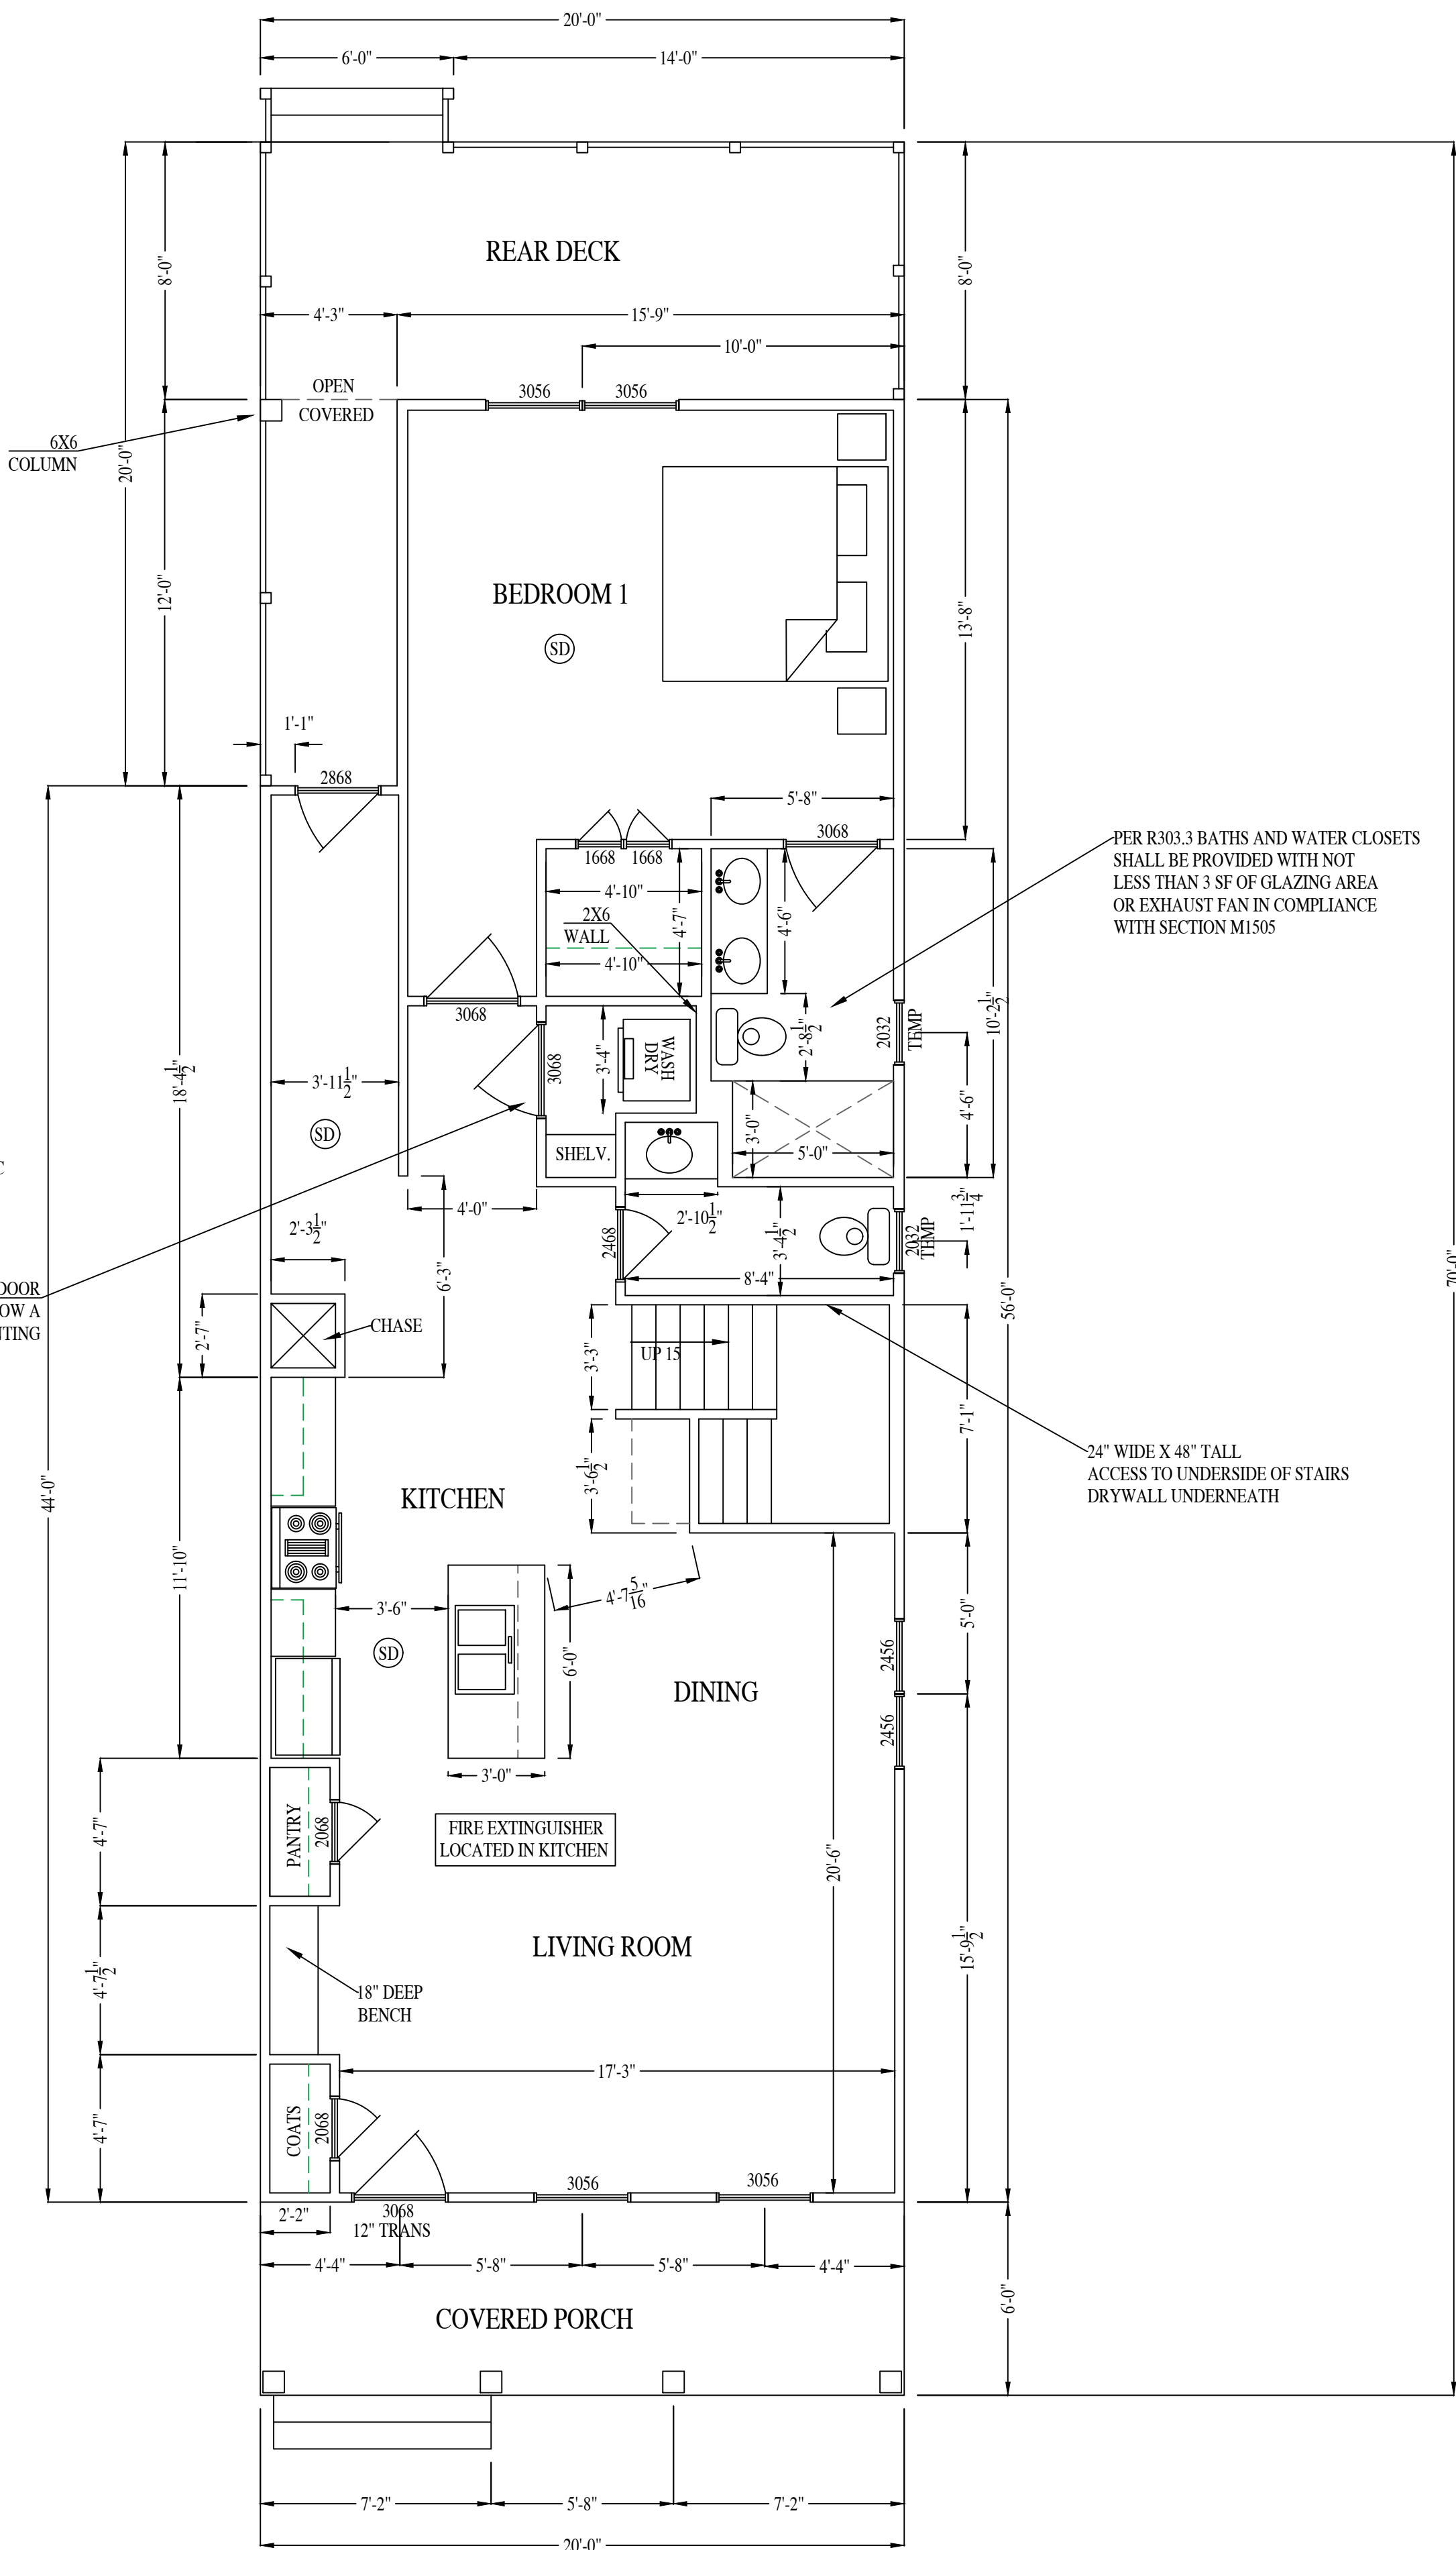 20'-0"
6'-0"
14'-0"
REAR DECK
8'-0"
8'-0"
4'-3"
15'-9"
10'-0"
OPEN
COVERED
3056
3056
6X6
COLUMN
20'-0"
12'-0"
BEDROOM 1
SD
13'-8"
1'-1"
2868
5'-8"
3068
1668
1668
4'-10"
2X6
WALL
4'-7"
4'-6"
4'-10"
PER R303.3 BATHS AND WATER CLOSETS
SHALL BE PROVIDED WITH NOT
LESS THAN 3 SF OF GLAZING AREA
OR EXHAUST FAN IN COMPLIANCE
WITH SECTION M1505
3068
3068
3'-4"
WASH
DRY
2'-8 1/2"
2032
TEMP
10'-2 1/2"
18'-4 1/2"
3'-11 1/2"
SD
4'-6"
3'-0"
5'-0"
SHELV.
C
4'-0"
2'-10 1/2"
3'-4 1/2"
1'-11 3/4"
2'-3 1/2"
2468
2032
TEMP
6'-3"
8'-4"
56'-0"
70'-0"
DOOR
OW A
NTING
2'-7"
CHASE
3'-3"
UP 15
7'-1"
24" WIDE X 48" TALL
ACCESS TO UNDERSIDE OF STAIRS
DRYWALL UNDERNEATH
44'-0"
3'-6 1/2"
KITCHEN
11'-10"
3'-6"
4'-7 5/16"
5'-0"
SD
6'-0"
2456
DINING
2456
3'-0"
PANTRY
2068
4'-7"
FIRE EXTINGUISHER
LOCATED IN KITCHEN
20'-6"
4'-7 1/2"
LIVING ROOM
15'-9 1/2"
18" DEEP
BENCH
17'-3"
COATS
2068
4'-7"
3056
3056
2'-2"
3068
12" TRANS
4'-4"
5'-8"
5'-8"
4'-4"
6'-0"
COVERED PORCH
7'-2"
5'-8"
7'-2"
20'-0"